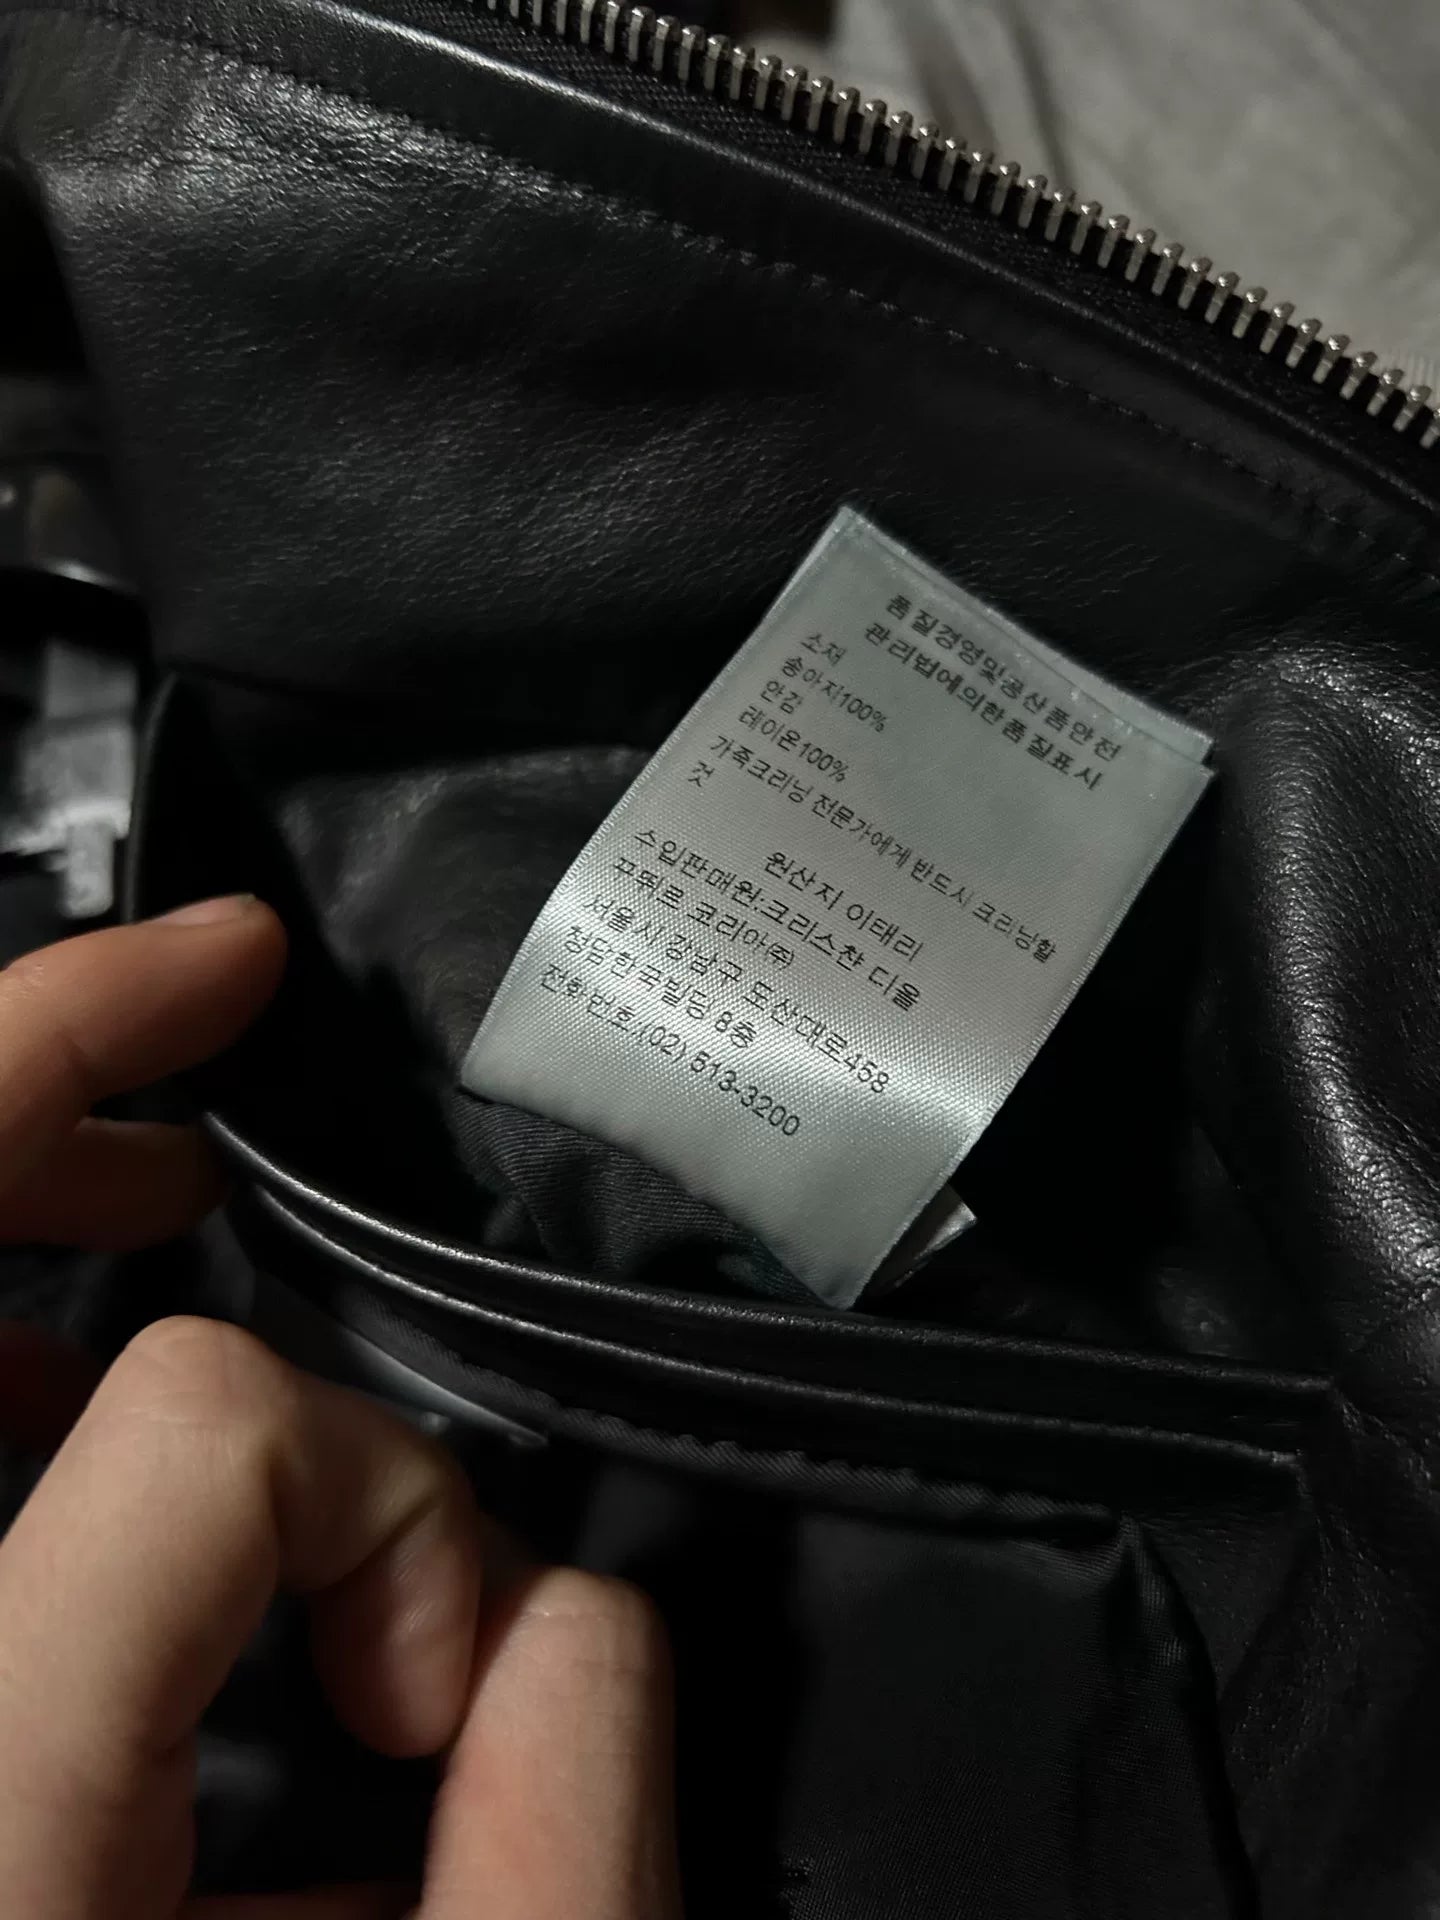 품질경영및공산품안전
관리법에의한품질표시
소재
송아지100%
안감
레이온100%
가죽크리닝 전문가에게 반드시 크리닝할
것
원산지 이태리
수입판매원:크리스챤 디올
꾸뛰르 코리아(주)
서울시 강남구 도산대로458
청담한국빌딩 8층
전화번호.(02) 513-3200